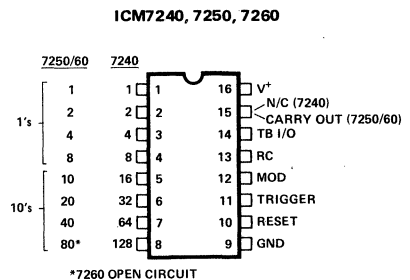 ICM7240, 7250, 7260
7250/60 7240
1 1 1 16 V+
2 2 2 15 N/C (7240)
CARRY OUT (7250/60)
1's
4 4 3 14 TB I/O
8 8 4 13 RC
10 16 5 12 MOD
10's
20 32 6 11 TRIGGER
40 64 7 10 RESET
80* 128 8 9 GND
*7260 OPEN CIRCUIT